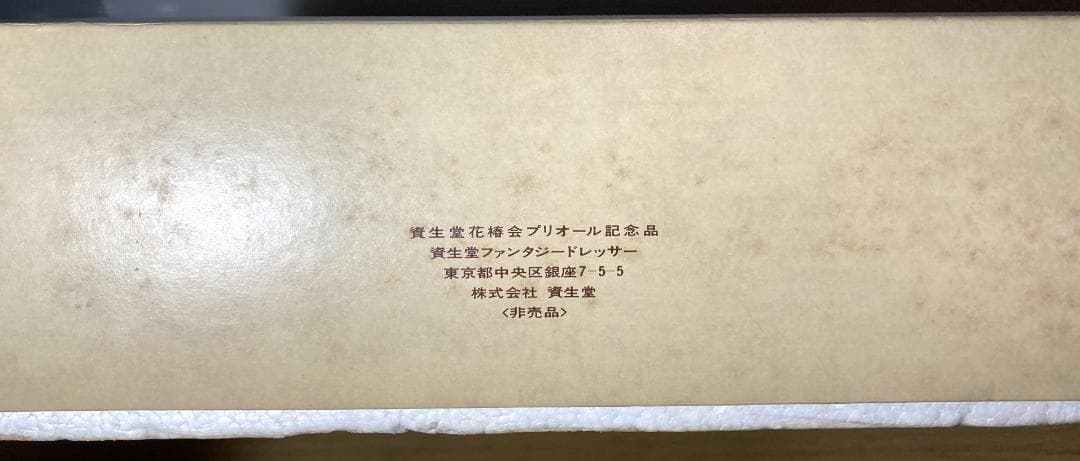 資生堂花椿会プリオール記念品
資生堂ファンタジードレッサー
東京都中央区銀座7-5-5
株式会社 資生堂
<非売品>